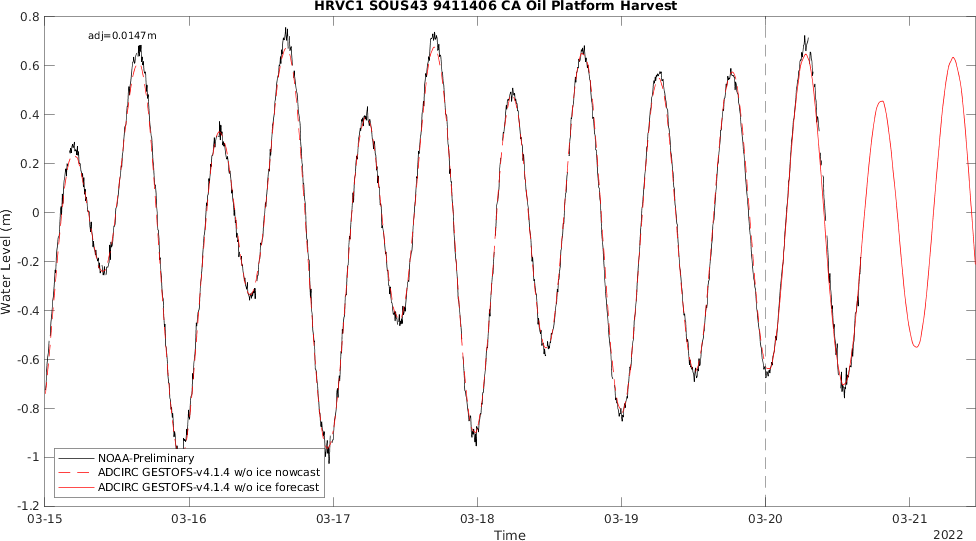 HRVC1 SOUS43 9411406 CA Oil Platform Harvest
adj=0.0147m
0.8
0.6
0.4
0.2
0
-0.2
-0.4
-0.6
-0.8
-1
-1.2
Water Level (m)
NOAA-Preliminary
ADCIRC GESTOFS-v4.1.4 w/o ice nowcast
ADCIRC GESTOFS-v4.1.4 w/o ice forecast
03-15 03-16 03-17 03-18 03-19 03-20 03-21
Time
2022